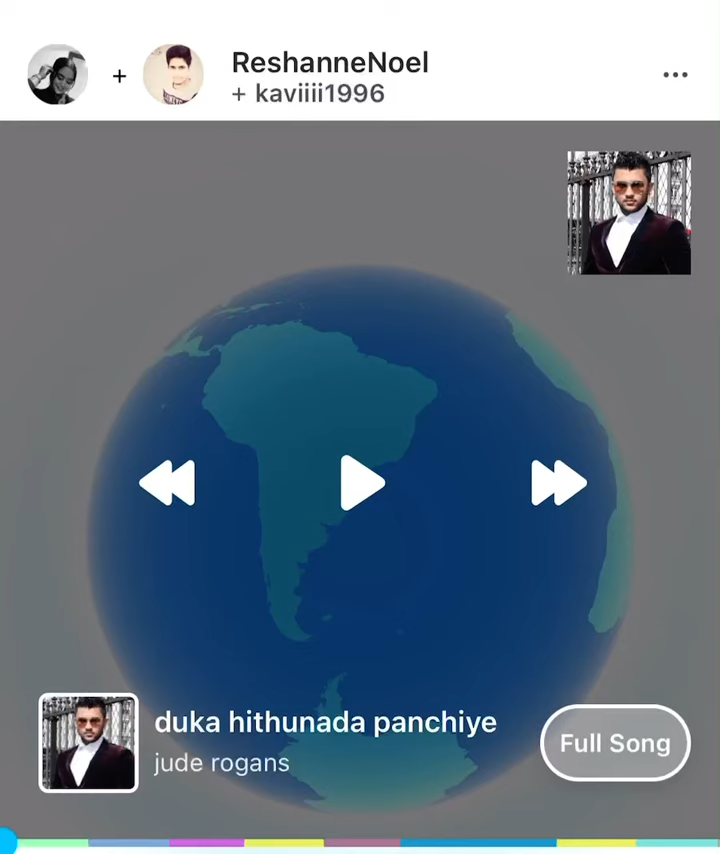 ReshanneNoel
+ kaviiii1996
duka hithunada panchiye
jude rogans
Full Song